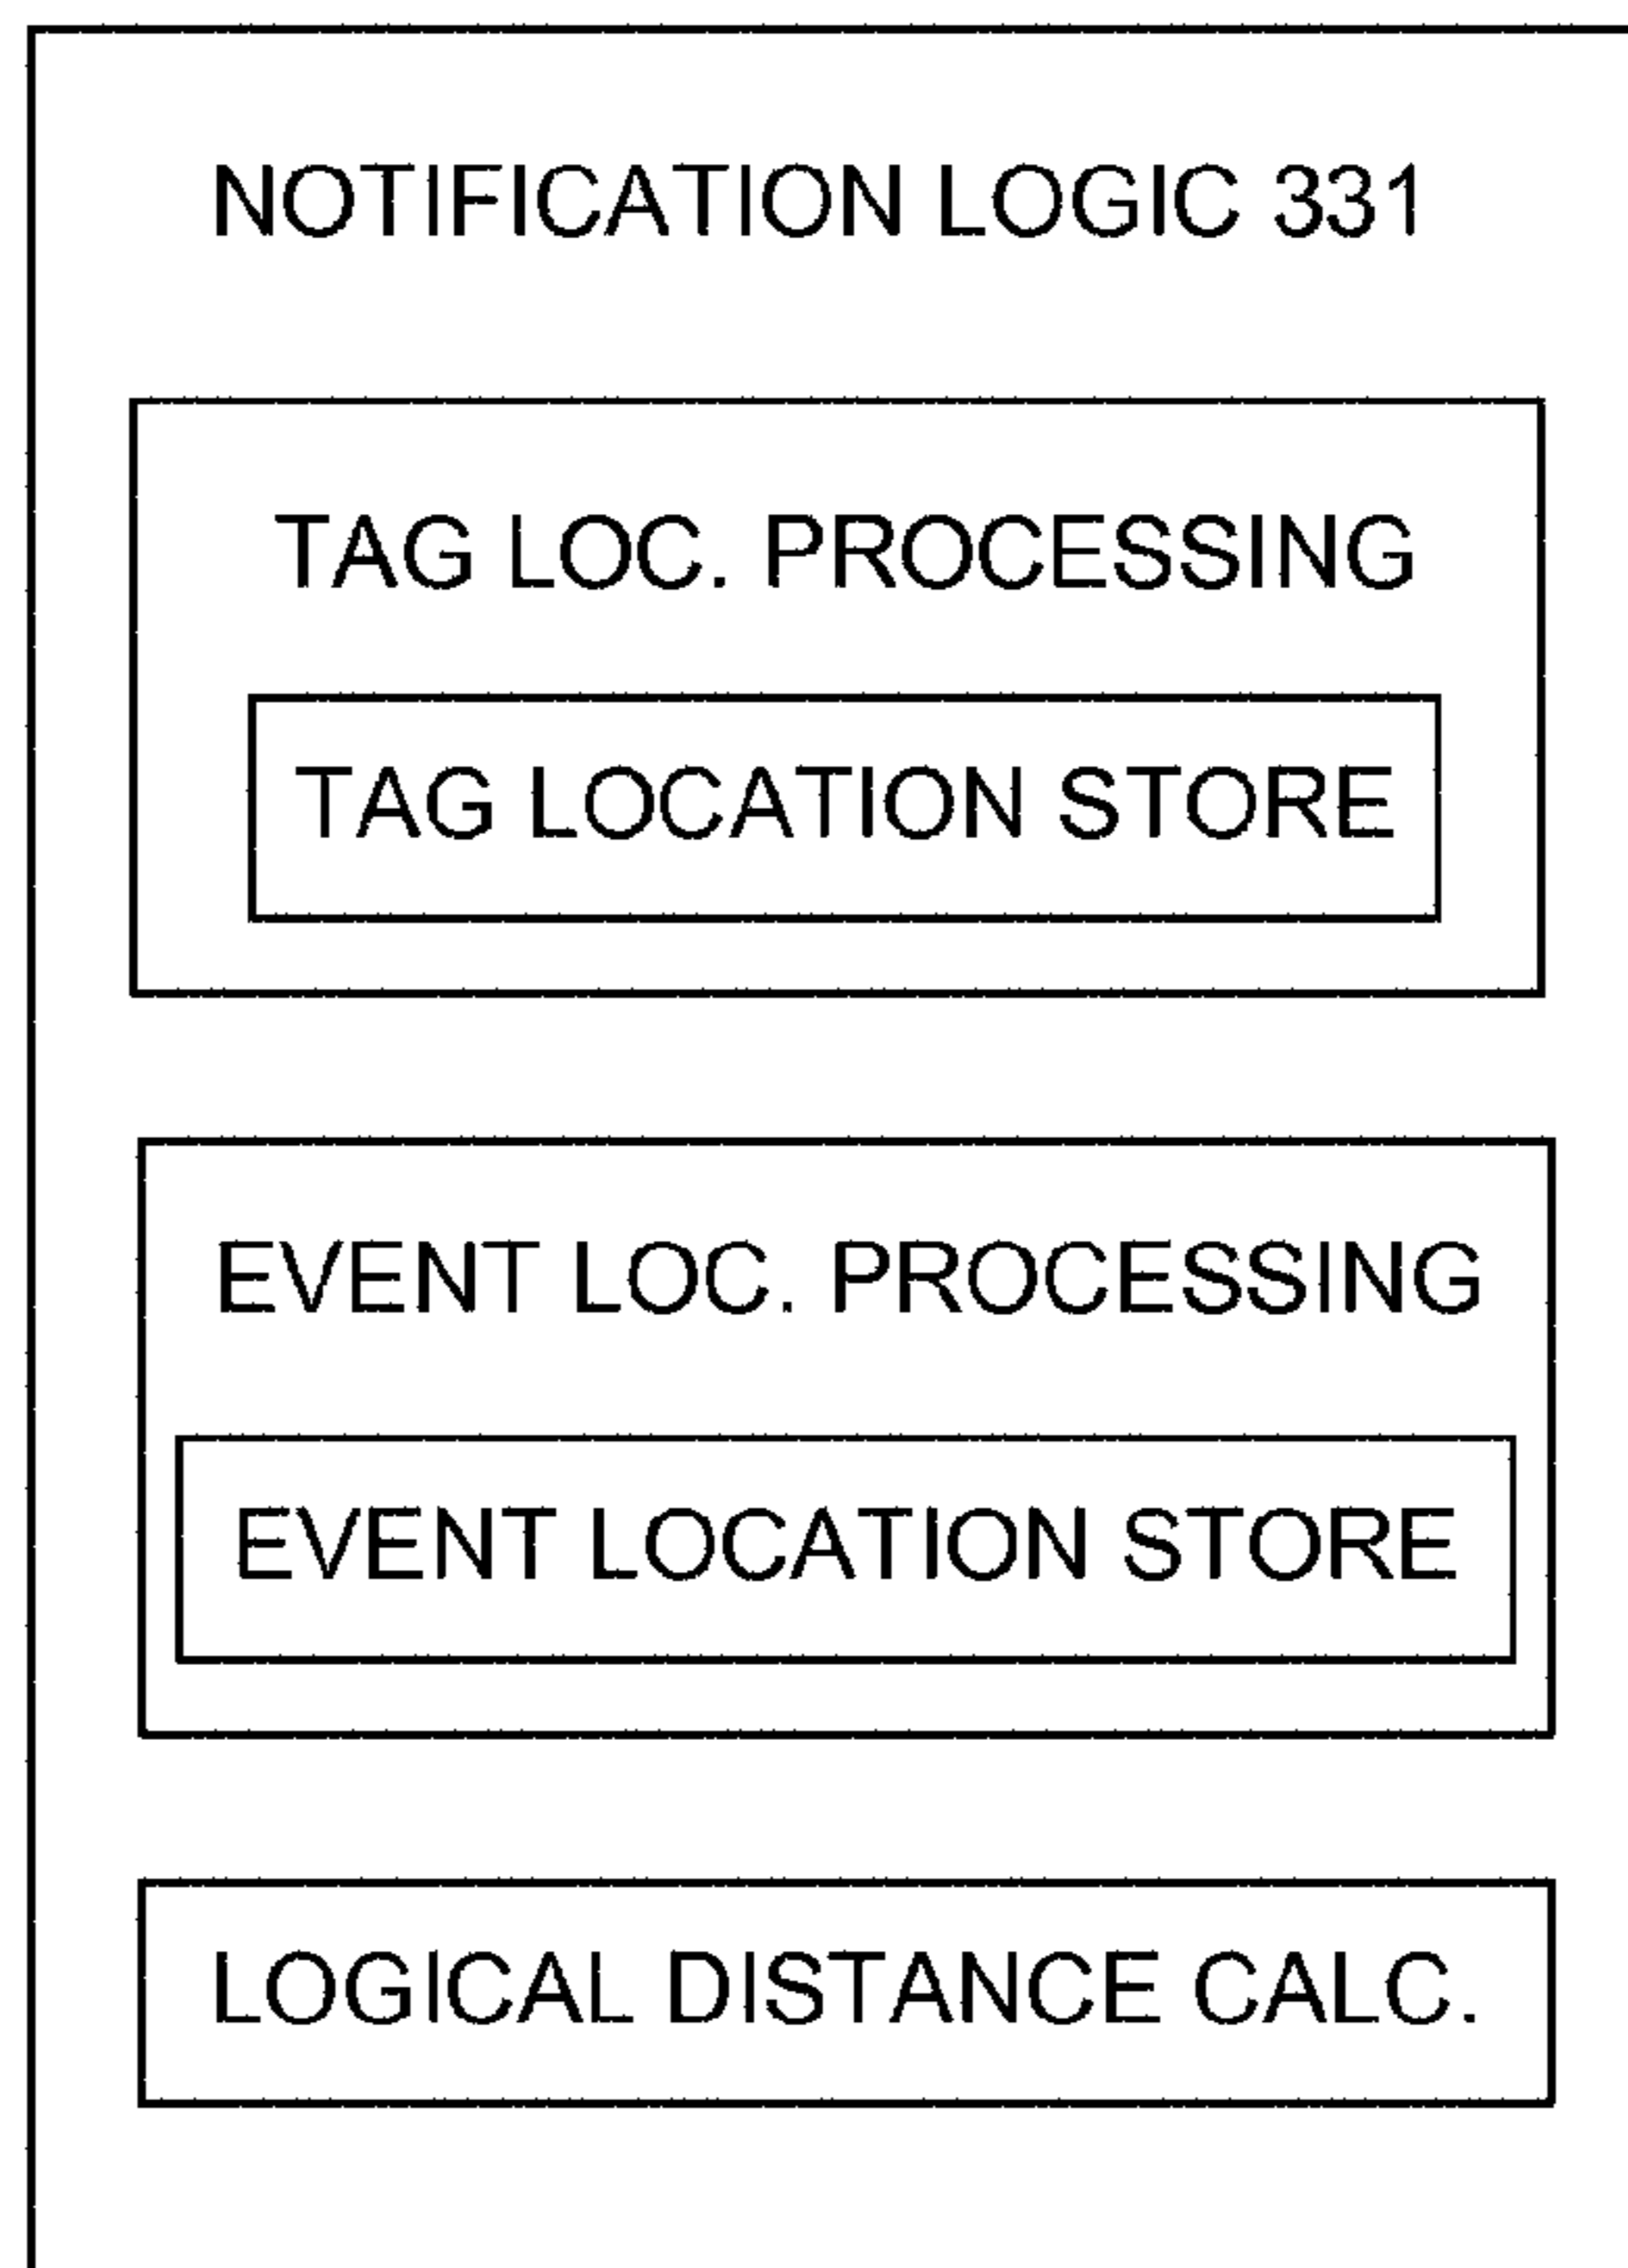 NOTIFICATION LOGIC 331
TAG LOC. PROCESSING
TAG LOCATION STORE
EVENT LOC. PROCESSING
EVENT LOCATION STORE
LOGICAL DISTANCE CALC.